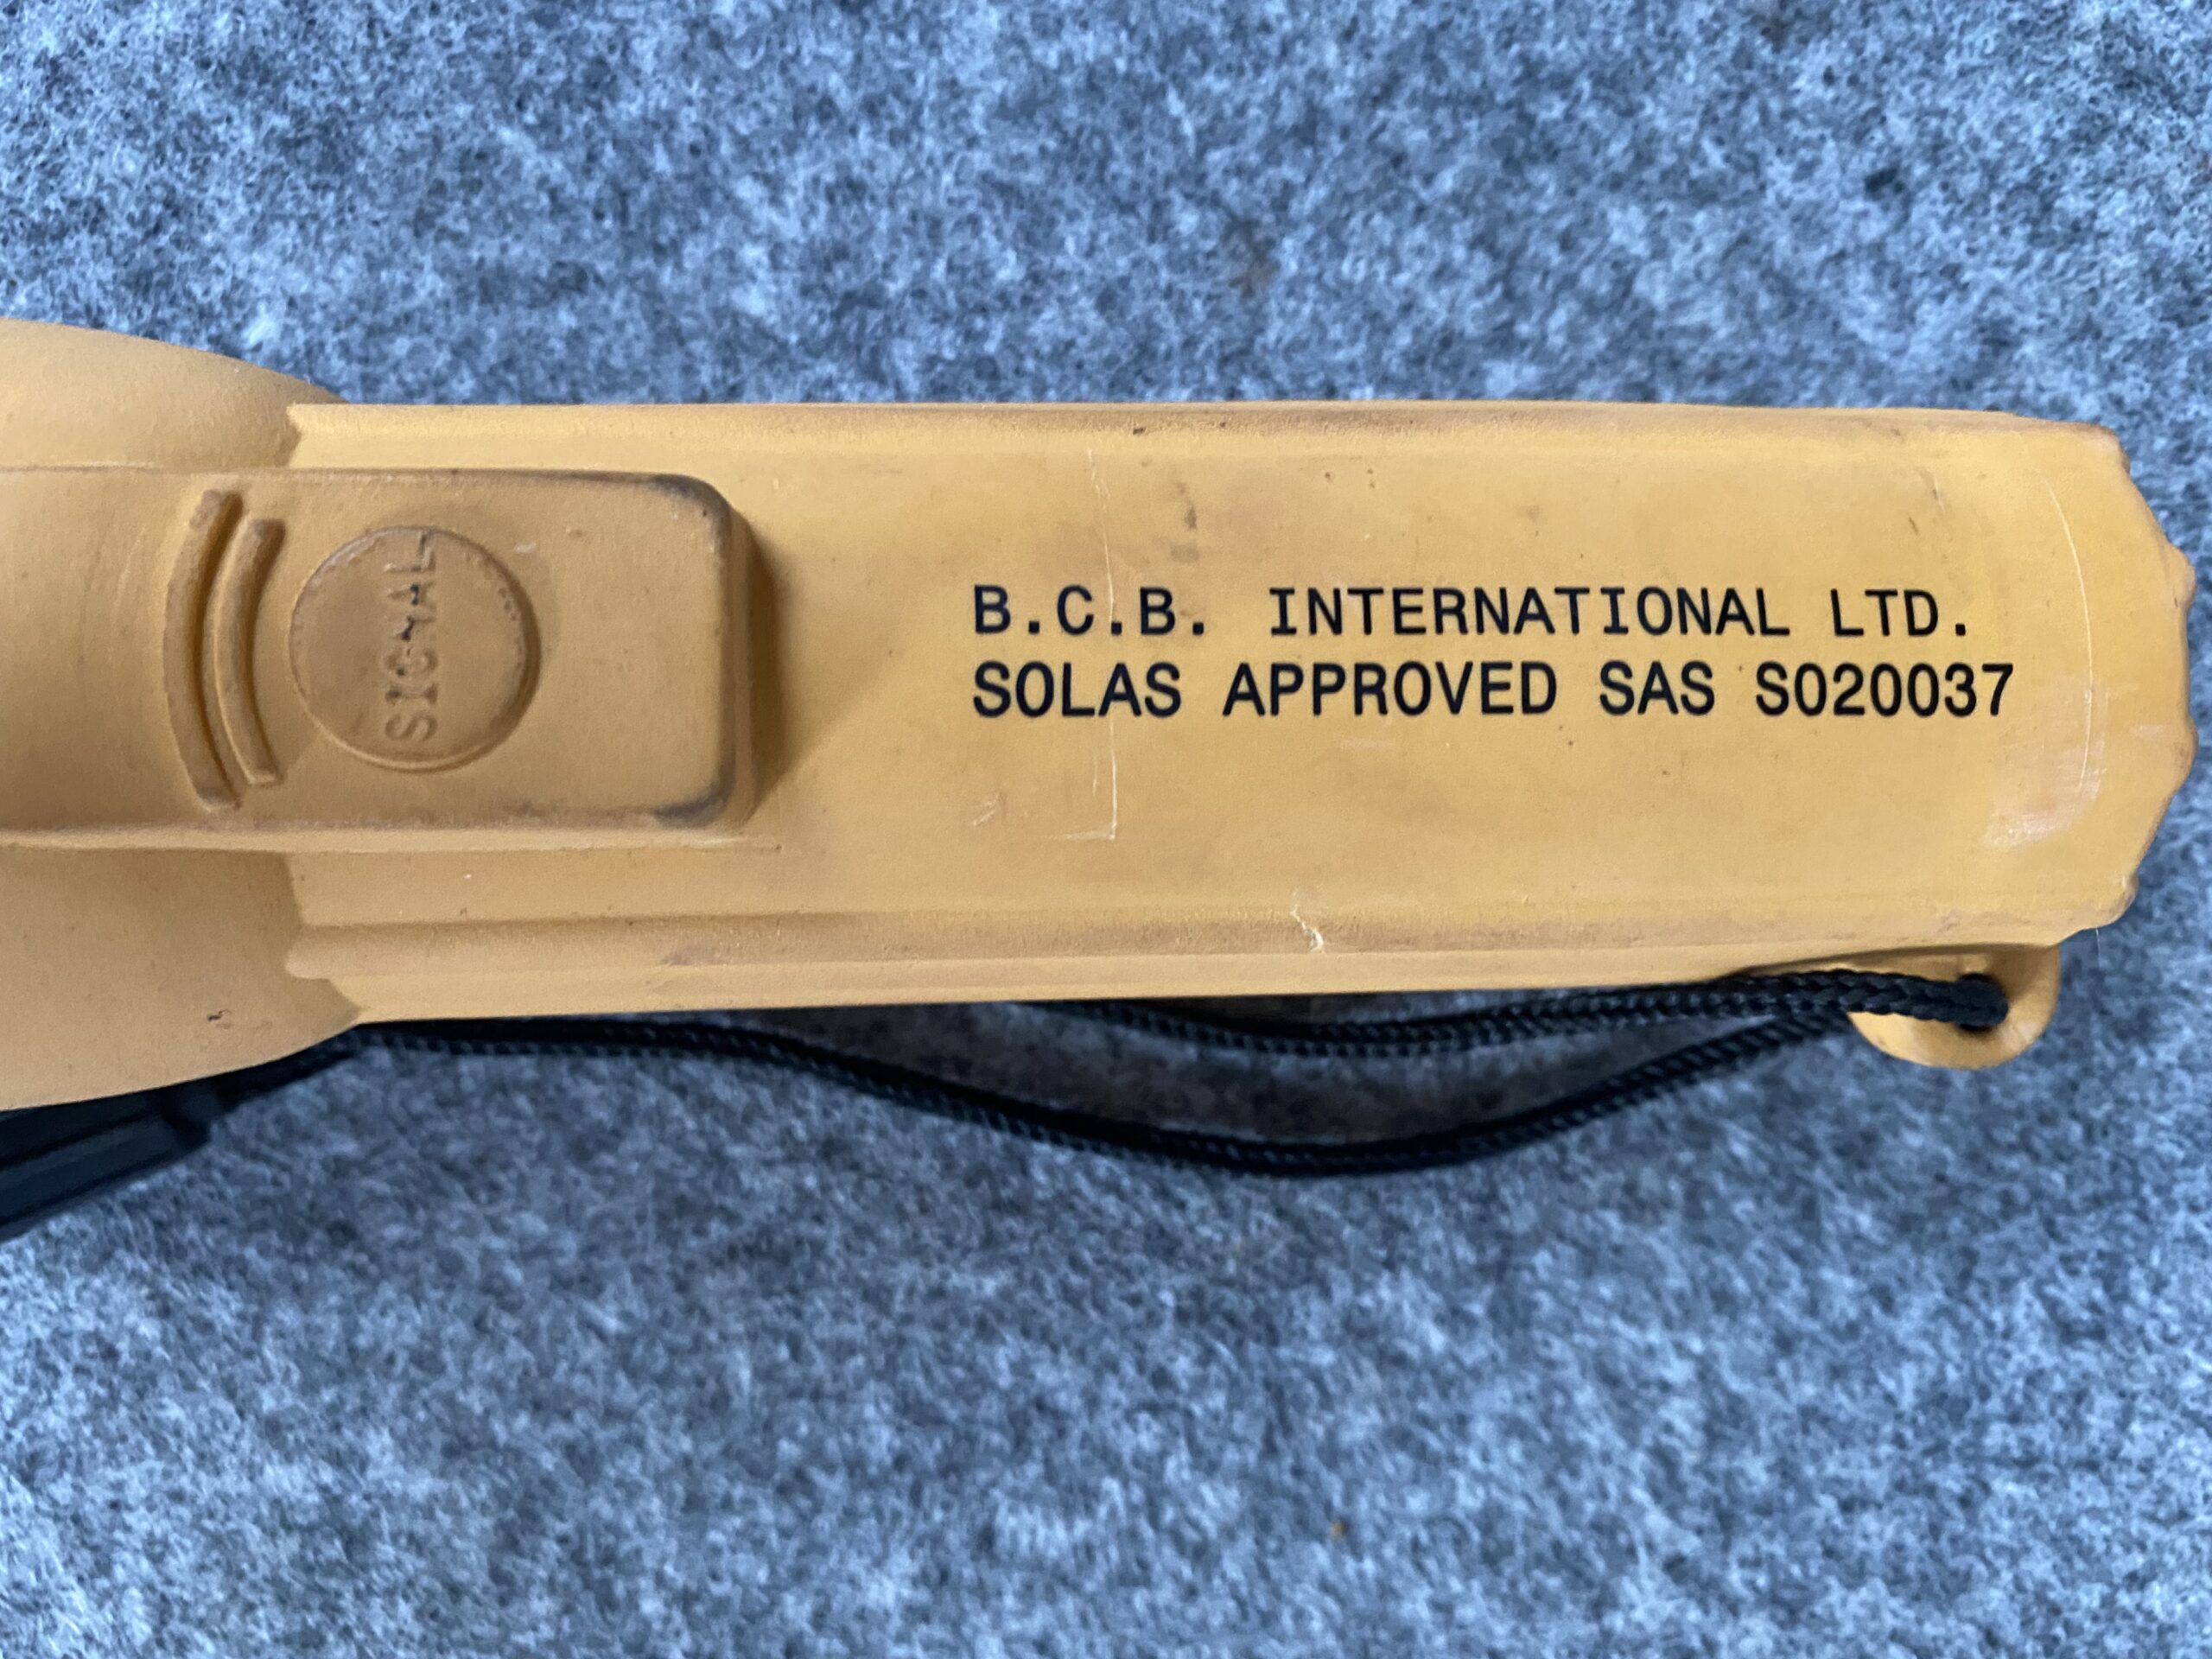 SIGNAL
B.C.B. INTERNATIONAL LTD.
SOLAS APPROVED SAS S020037